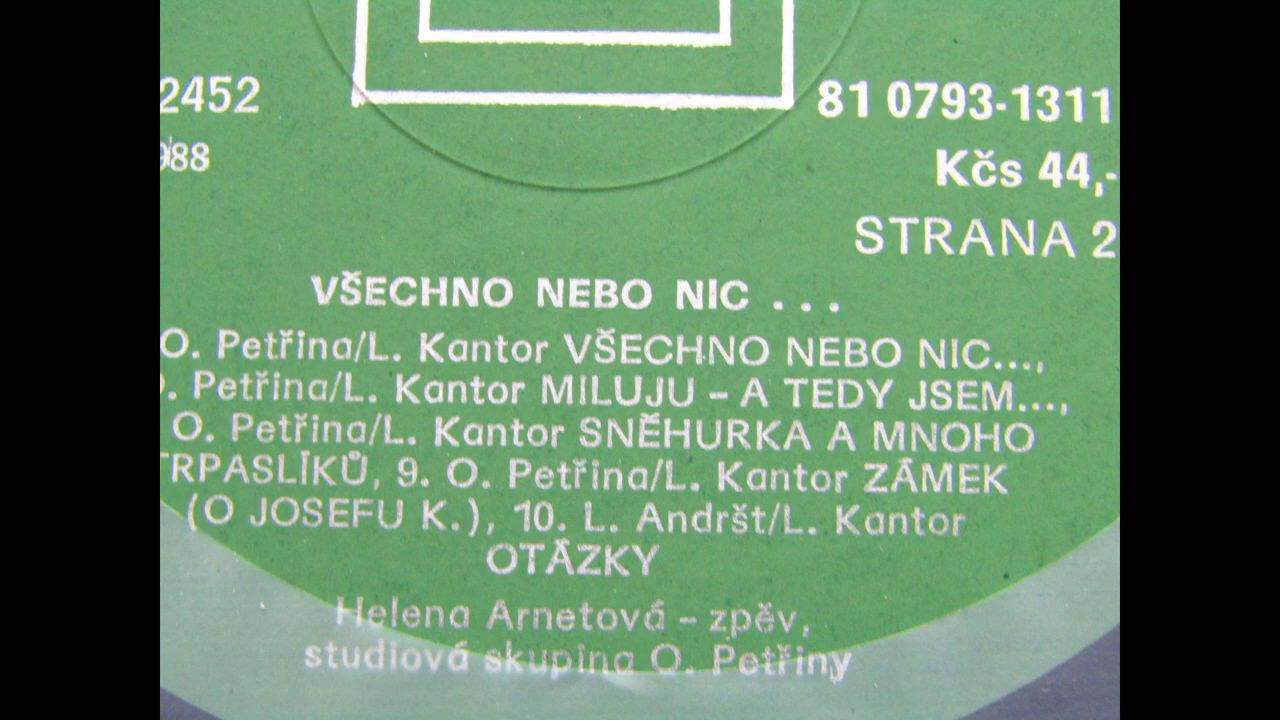 2452
81 0793-1311
988
Kčs 44,-
STRANA 2
VŠECHNO NEBO NIC ...
O. Petřina/L. Kantor VŠECHNO NEBO NIC...,
. Petřina/L. Kantor MILUJU – A TEDY JSEM...,
O. Petřina/L. Kantor SNĚHURKA A MNOHO
TRPASLÍKŮ, 9. O. Petřina/L. Kantor ZÁMEK
(O JOSEFU K.), 10. L. Andršt/L. Kantor
OTÁZKY
Helena Arnetová – zpěv,
studiová skupina O. Petřiny